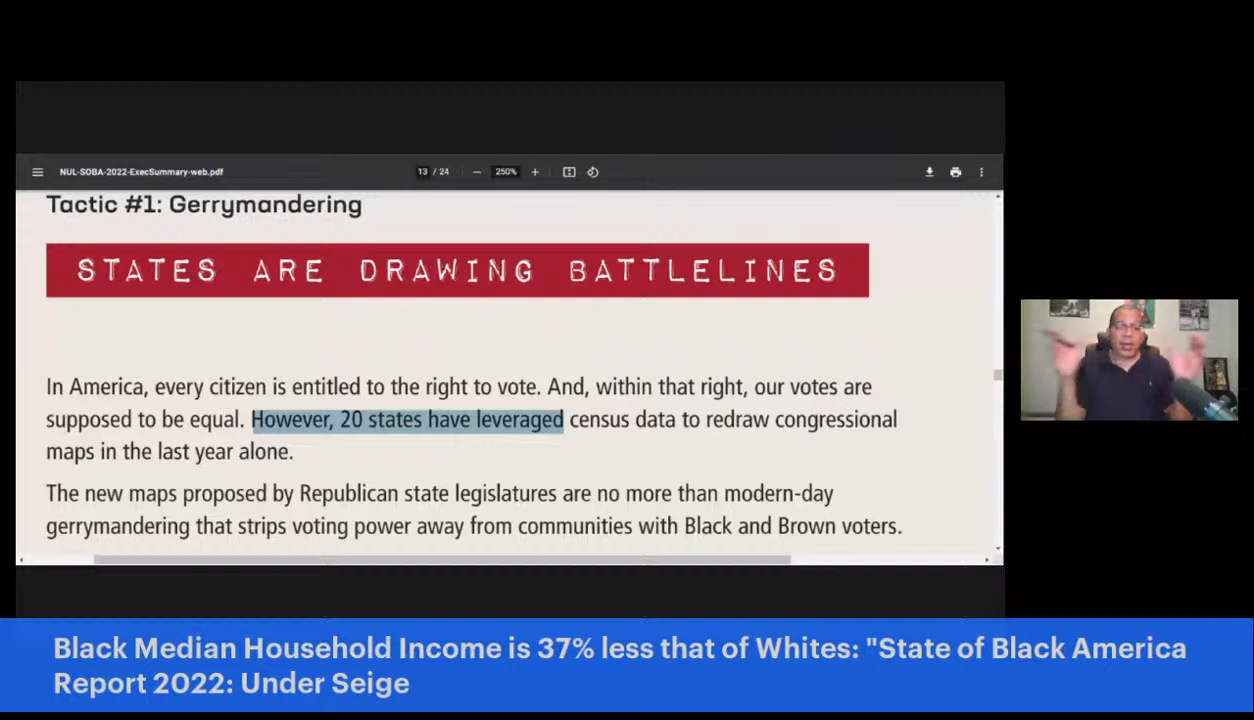 NUL-SOBA-2022-ExecSummary-web.pdf
13 / 24
250%
Tactic #1: Gerrymandering
STATES ARE DRAWING BATTLELINES
In America, every citizen is entitled to the right to vote. And, within that right, our votes are
supposed to be equal. However, 20 states have leveraged census data to redraw congressional
maps in the last year alone.
The new maps proposed by Republican state legislatures are no more than modern-day
gerrymandering that strips voting power away from communities with Black and Brown voters.
Black Median Household Income is 37% less that of Whites: "State of Black America
Report 2022: Under Seige